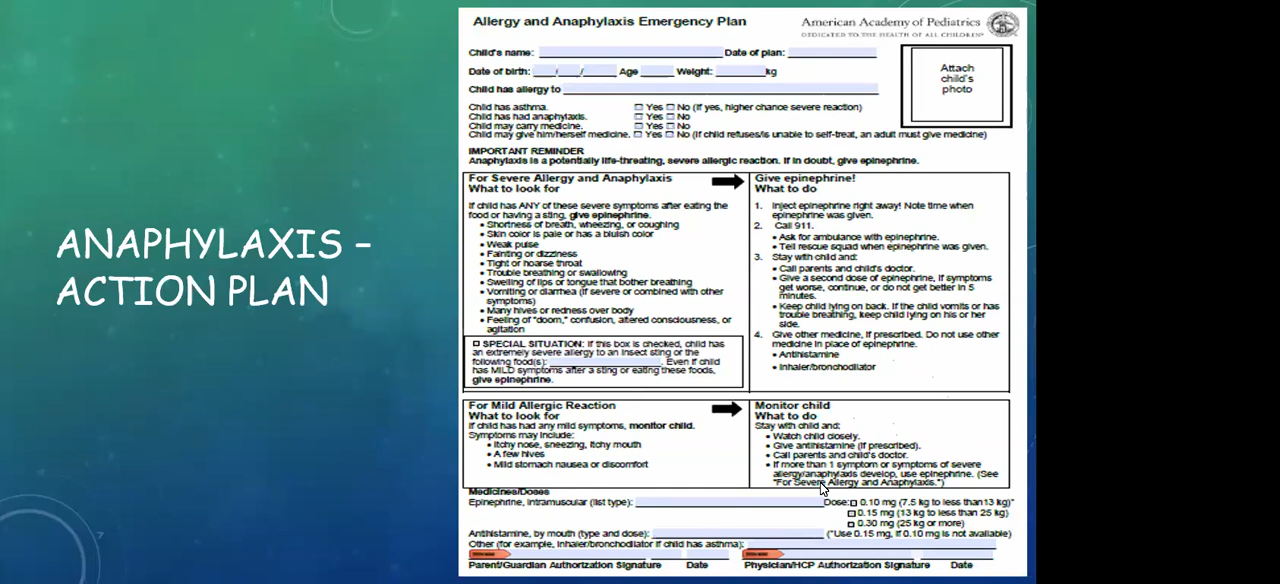 ANAPHYLAXIS –
ACTION PLAN
7
Allergy and Anaphylaxis Emergency Plan
American Academy of Pediatrics
DEDICATED TO THE HEALTH OF ALL CHILDREN®
Child's name: Date of plan:
Date of birth: / / Age Weight: kg
Child has allergy to
Attach
child's
photo
Child has asthma. Yes No (If yes, higher chance severe reaction)
Child has had anaphylaxis. Yes No
Child may carry medicine. Yes No
Child may give him/herself medicine. Yes No (If child refuses/is unable to self-treat, an adult must give medicine)
IMPORTANT REMINDER
Anaphylaxis is a potentially life-threating, severe allergic reaction. If in doubt, give epinephrine.
For Severe Allergy and Anaphylaxis
What to look for
If child has ANY of these severe symptoms after eating the
food or having a sting, give epinephrine.
• Shortness of breath, wheezing, or coughing
• Skin color is pale or has a bluish color
• Weak pulse
• Fainting or dizziness
• Tight or hoarse throat
• Trouble breathing or swallowing
• Swelling of lips or tongue that bother breathing
• Vomiting or diarrhea (if severe or combined with other
symptoms)
• Many hives or redness over body
• Feeling of "doom," confusion, altered consciousness, or
agitation
SPECIAL SITUATION: If this box is checked, child has
an extremely severe allergy to an insect sting or the
following food(s): . Even if child
has MILD symptoms after a sting or eating these foods,
give epinephrine.
Give epinephrine!
What to do
1. Inject epinephrine right away! Note time when
epinephrine was given.
2. Call 911.
• Ask for ambulance with epinephrine.
• Tell rescue squad when epinephrine was given.
3. Stay with child and:
• Call parents and child's doctor.
• Give a second dose of epinephrine, if symptoms
get worse, continue, or do not get better in 5
minutes.
• Keep child lying on back. If the child vomits or has
trouble breathing, keep child lying on his or her
side.
4. Give other medicine, if prescribed. Do not use other
medicine in place of epinephrine.
• Antihistamine
• Inhaler/bronchodilator
For Mild Allergic Reaction
What to look for
If child has had any mild symptoms, monitor child.
Symptoms may include:
• Itchy nose, sneezing, itchy mouth
• A few hives
• Mild stomach nausea or discomfort
Monitor child
What to do
Stay with child and:
• Watch child closely.
• Give antihistamine (if prescribed).
• Call parents and child's doctor.
• If more than 1 symptom or symptoms of severe
allergy/anaphylaxis develop, use epinephrine. (See
"For Severe Allergy and Anaphylaxis.")
Medicines/Doses
Epinephrine, intramuscular (list type): Dose: 0.10 mg (7.5 kg to less than13 kg)*
0.15 mg (13 kg to less than 25 kg)
0.30 mg (25 kg or more)
Antihistamine, by mouth (type and dose): (*Use 0.15 mg, if 0.10 mg is not available)
Other (for example, inhaler/bronchodilator if child has asthma):
Parent/Guardian Authorization Signature Date Physician/HCP Authorization Signature Date